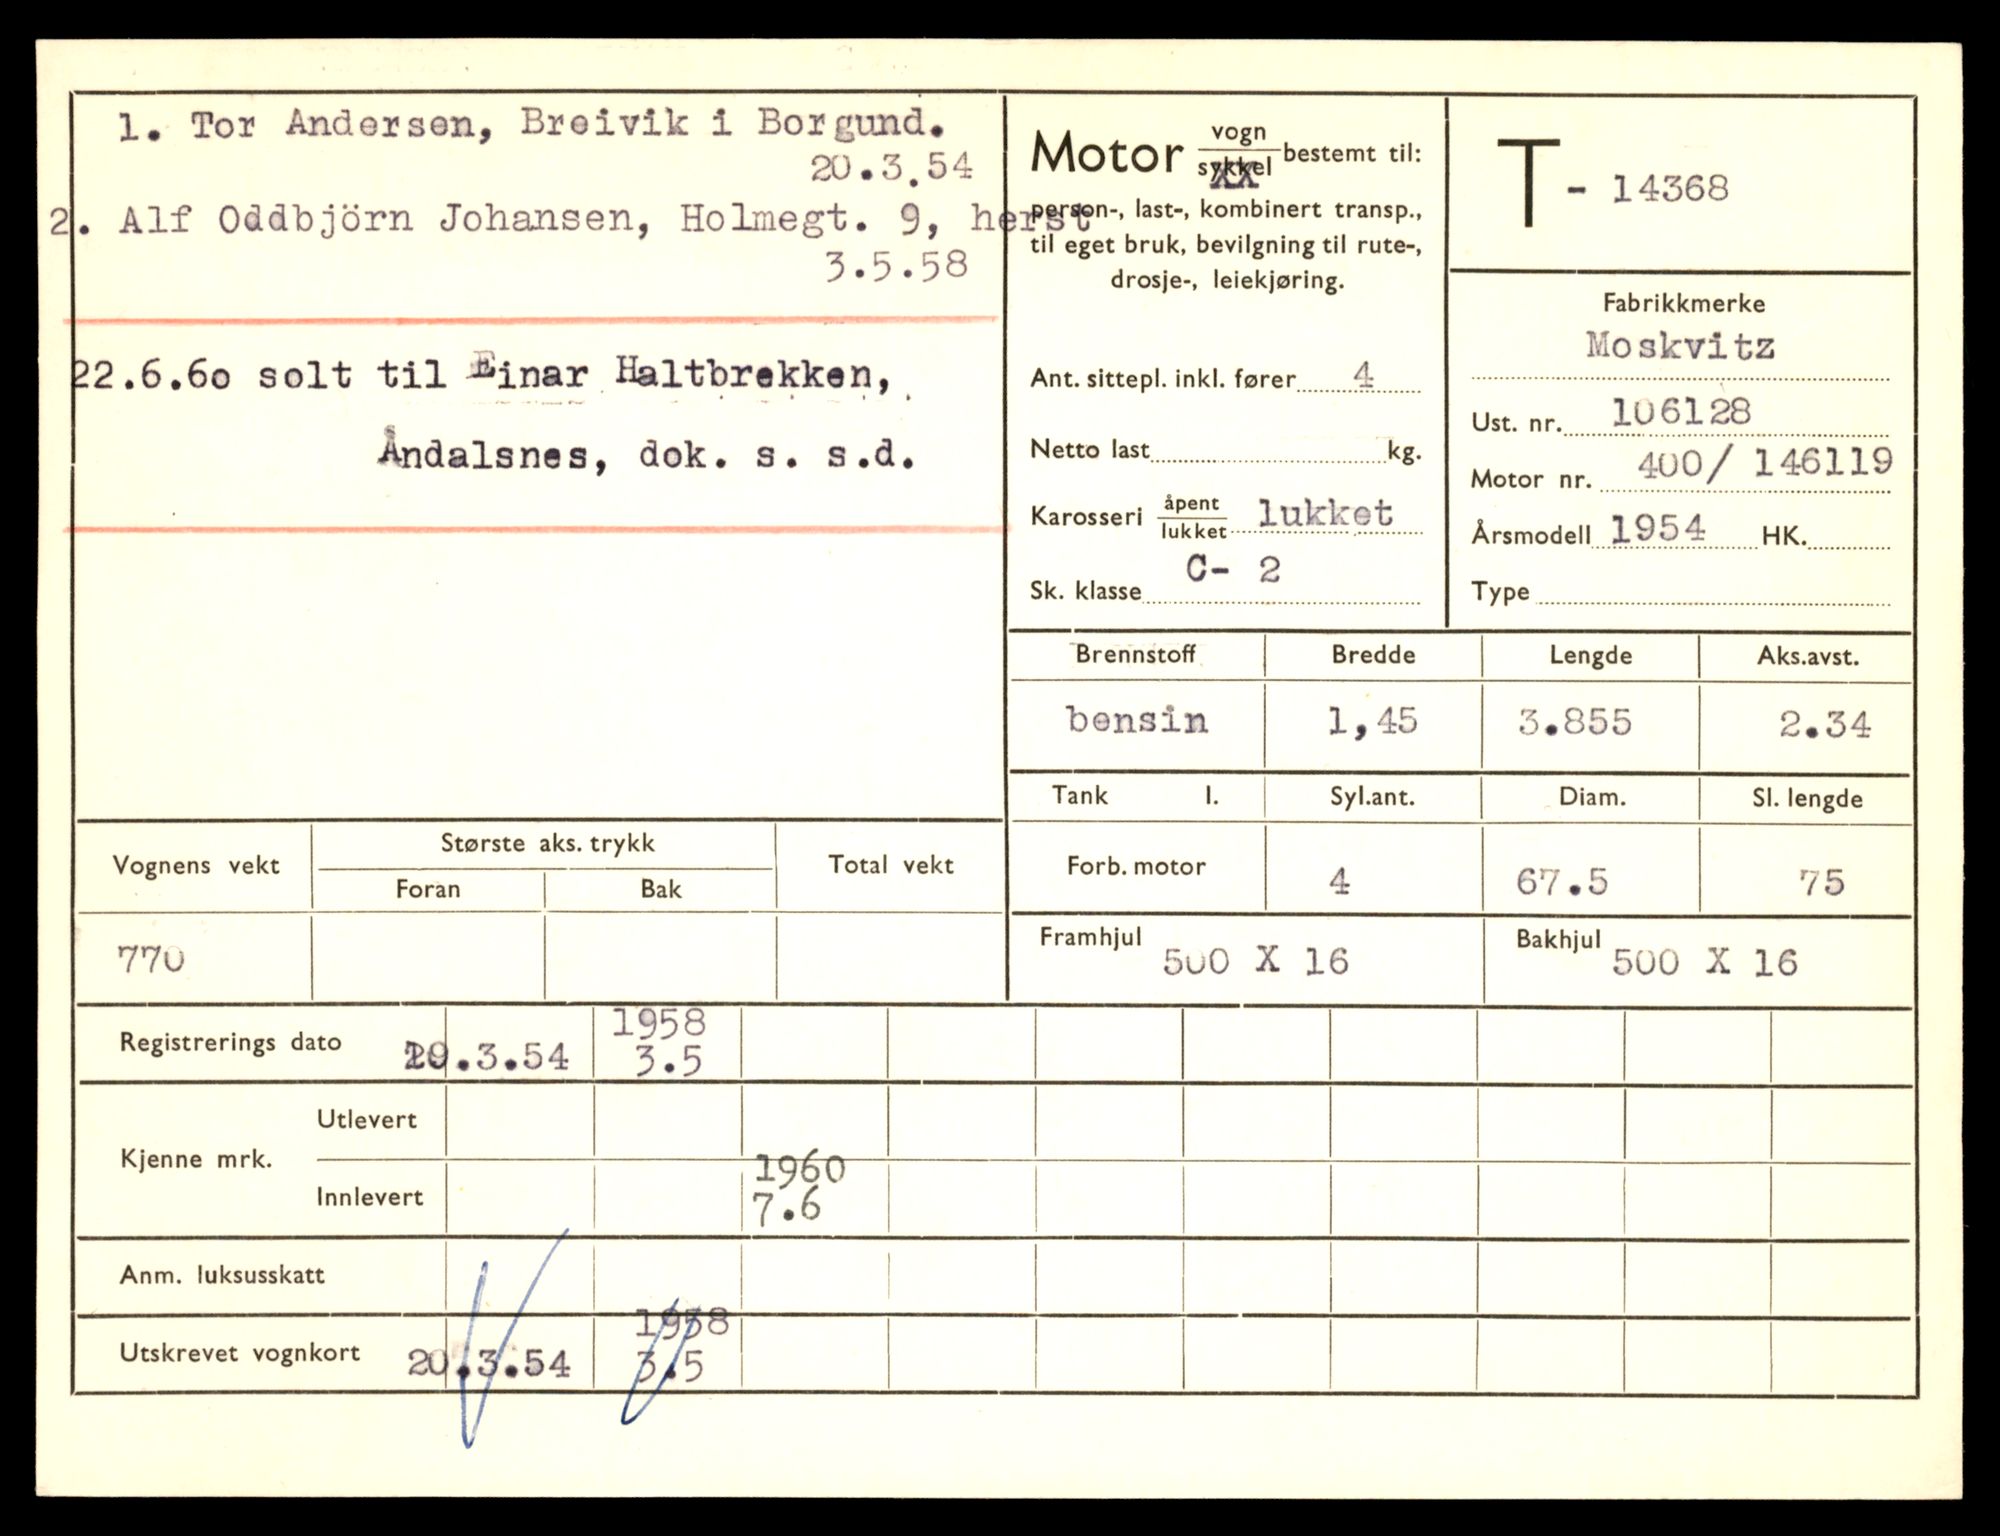 1. Tor Andersen, Breivik i Borgund.
20.3.54
2. Alf Oddbjörn Johansen, Holmegt. 9, herst
3.5.58
22.6.60 solt til Einar Haltbrekken,
Åndalsnes, dok. s. s.d.
Motor vogn/sykkel bestemt til:
person-, last-, kombinert transp.,
til eget bruk, bevilgning til rute-,
drosje-, leiekjøring.
Ant. sittepl. inkl. fører 4
Netto last kg.
Karosseri åpent/lukket lukket
Sk. klasse C- 2
T - 14368
Fabrikkmerke
Moskvitz
Ust. nr. 106128
Motor nr. 400/ 146119
Årsmodell 1954 HK.
Type
Brennstoff Bredde Lengde Aks.avst.
bensin 1,45 3.855 2.34
Tank l. Syl.ant. Diam. Sl. lengde
Forb. motor 4 67.5 75
Framhjul 500 X 16 Bakhjul 500 X 16
Vognens vekt Største aks. trykk Total vekt
Foran Bak
770
1958
Registrerings dato .3.54 3.5
Utlevert
Kjenne mrk.
1960
Innlevert 7.6
Anm. luksusskatt
1958
Utskrevet vognkort 20.3.54 3.5